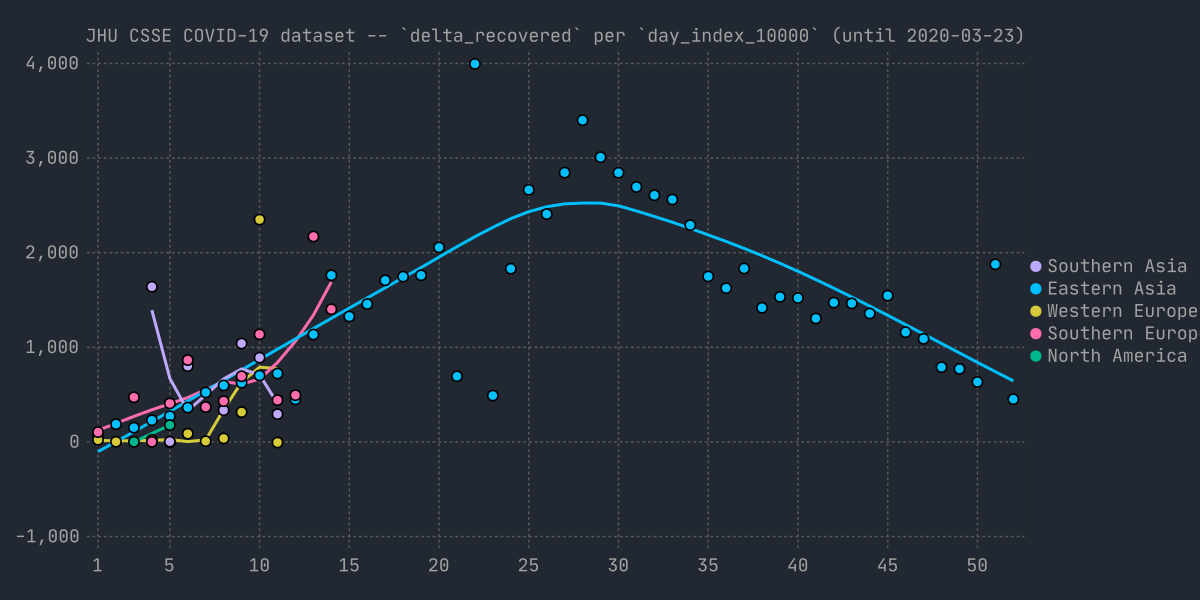 JHU CSSE COVID-19 dataset -- `delta_recovered` per `day_index_10000` (until 2020-03-23)
4,000
3,000
2,000
1,000
0
-1,000
1 5 10 15 20 25 30 35 40 45 50
Southern Asia
Eastern Asia
Western Europe
Southern Europ
North America